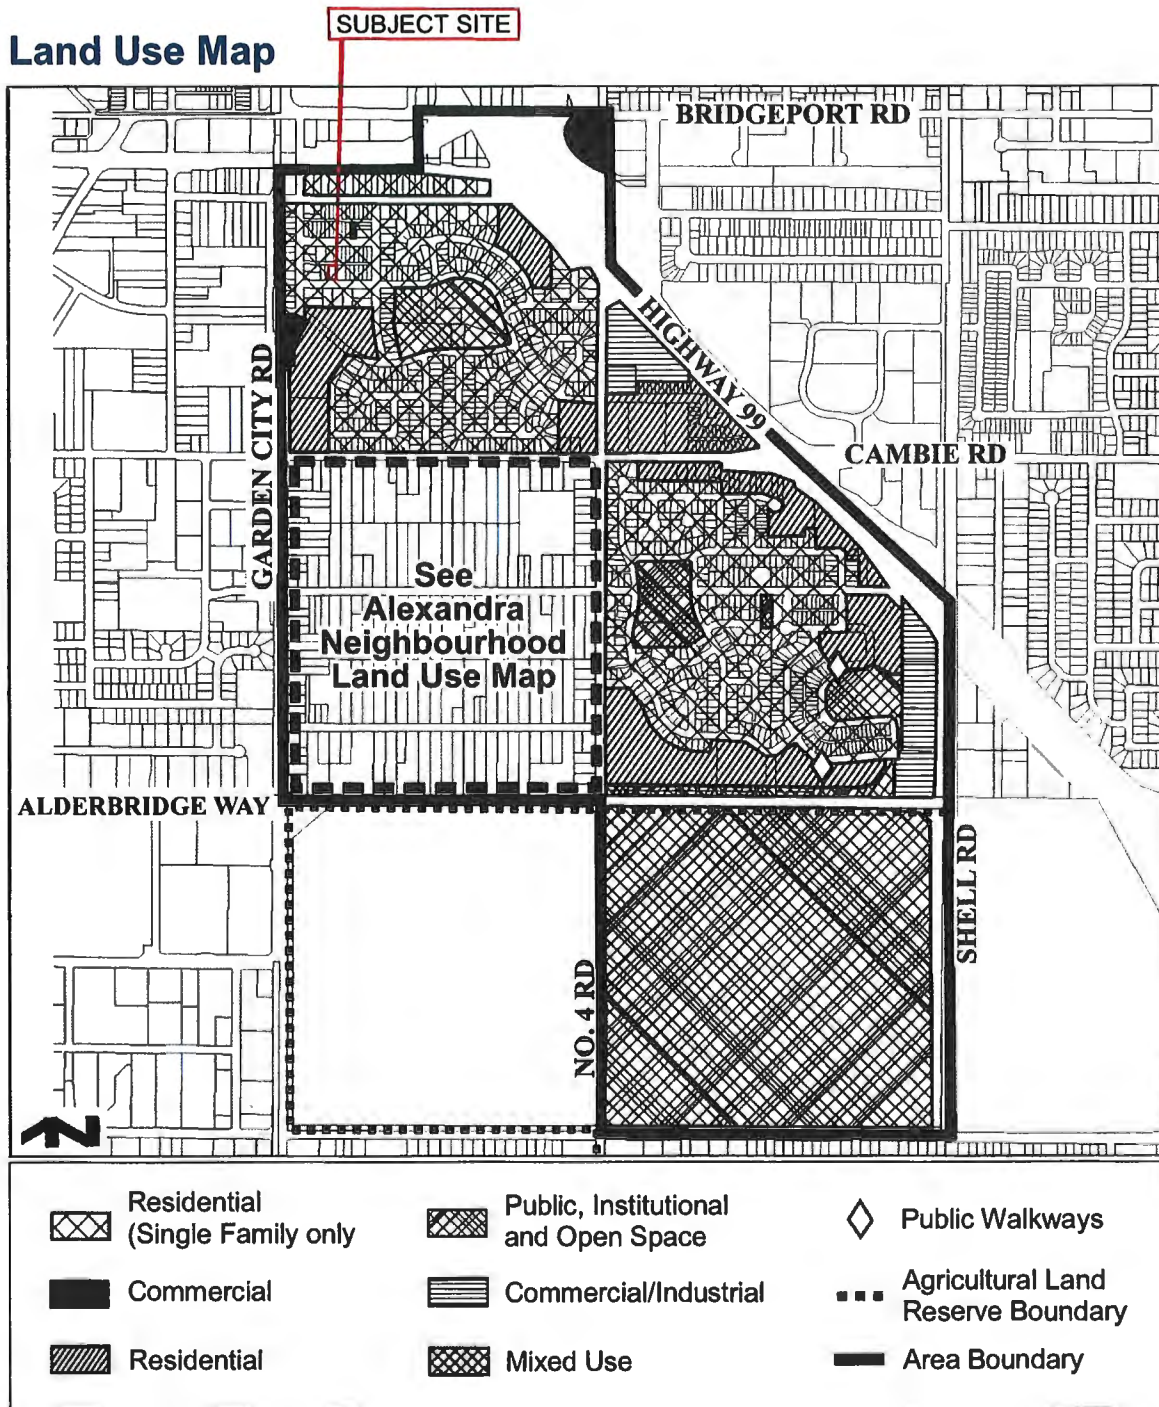 SUBJECT SITE
Land Use Map
BRIDGEPORT RD
HIGHWAY 99
GARDEN CITY RD
CAMBIE RD
See
Alexandra
Neighbourhood
Land Use Map
ALDERBRIDGE WAY
NO. 4 RD
SHELL RD
N
Residential
(Single Family only
Public, Institutional
and Open Space
Public Walkways
Commercial
Commercial/Industrial
Agricultural Land
Reserve Boundary
Residential
Mixed Use
Area Boundary